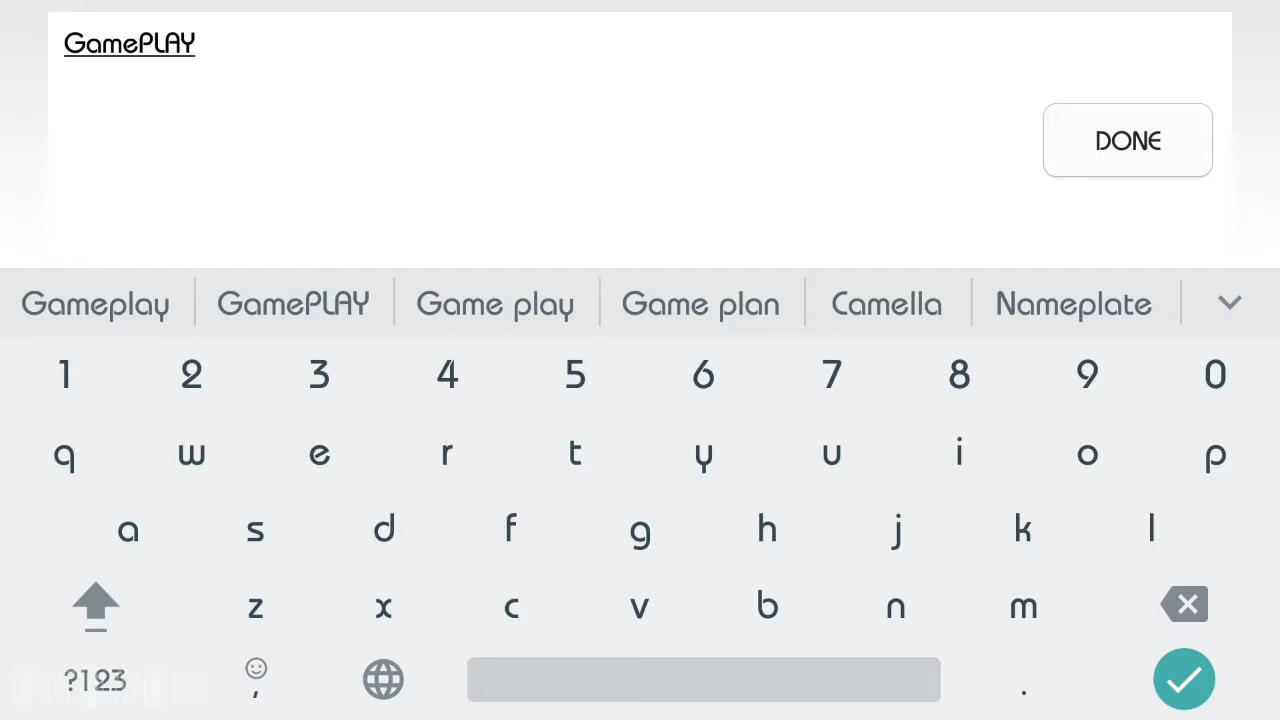 GamePLAY
DONE
Gameplay GamePLAY Game play Game plan Camella Nameplate
1 2 3 4 5 6 7 8 9 0
q w e r t y u i o p
a s d f g h j k l
z x c v b n m
?123 , .